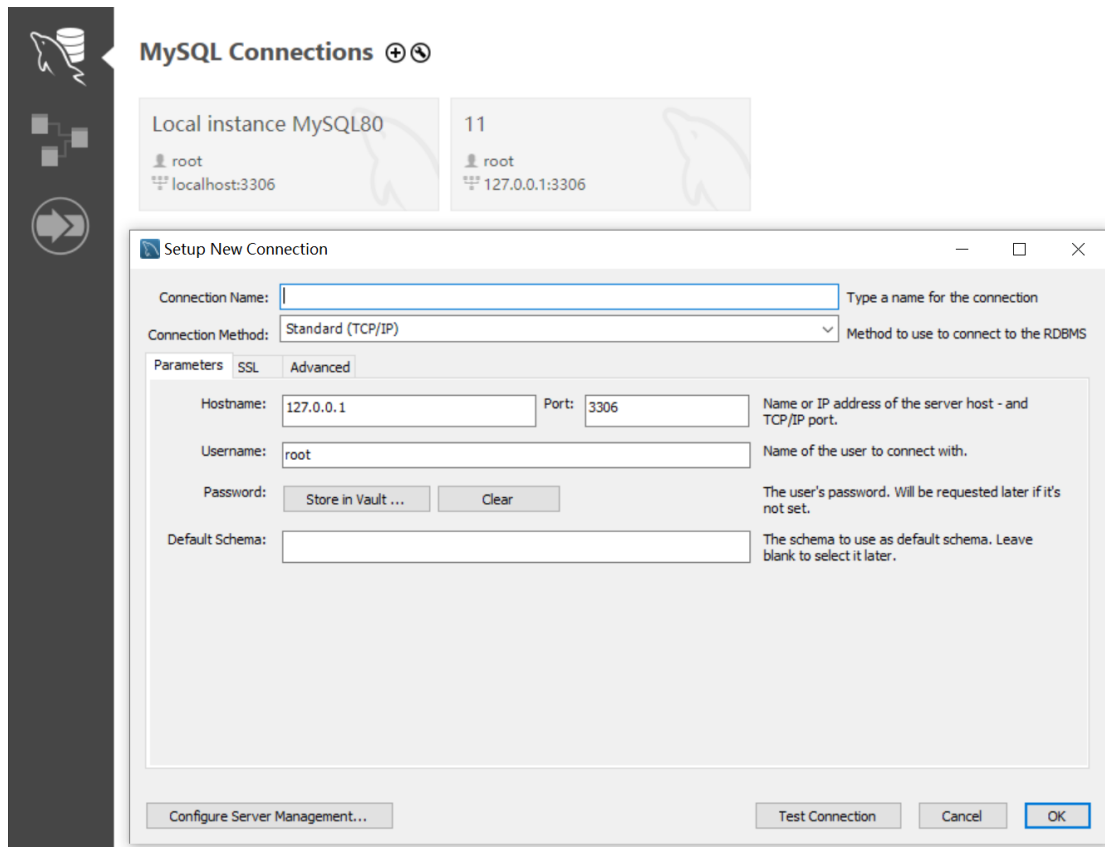 MySQL Connections
Local instance MySQL80
root
localhost:3306
11
root
127.0.0.1:3306
Setup New Connection
Connection Name: Type a name for the connection
Connection Method: Standard (TCP/IP) Method to use to connect to the RDBMS
Parameters SSL Advanced
Hostname: 127.0.0.1 Port: 3306 Name or IP address of the server host - and
TCP/IP port.
Username: root Name of the user to connect with.
Password: Store in Vault ... Clear The user's password. Will be requested later if it's
not set.
Default Schema: The schema to use as default schema. Leave
blank to select it later.
Configure Server Management... Test Connection Cancel OK